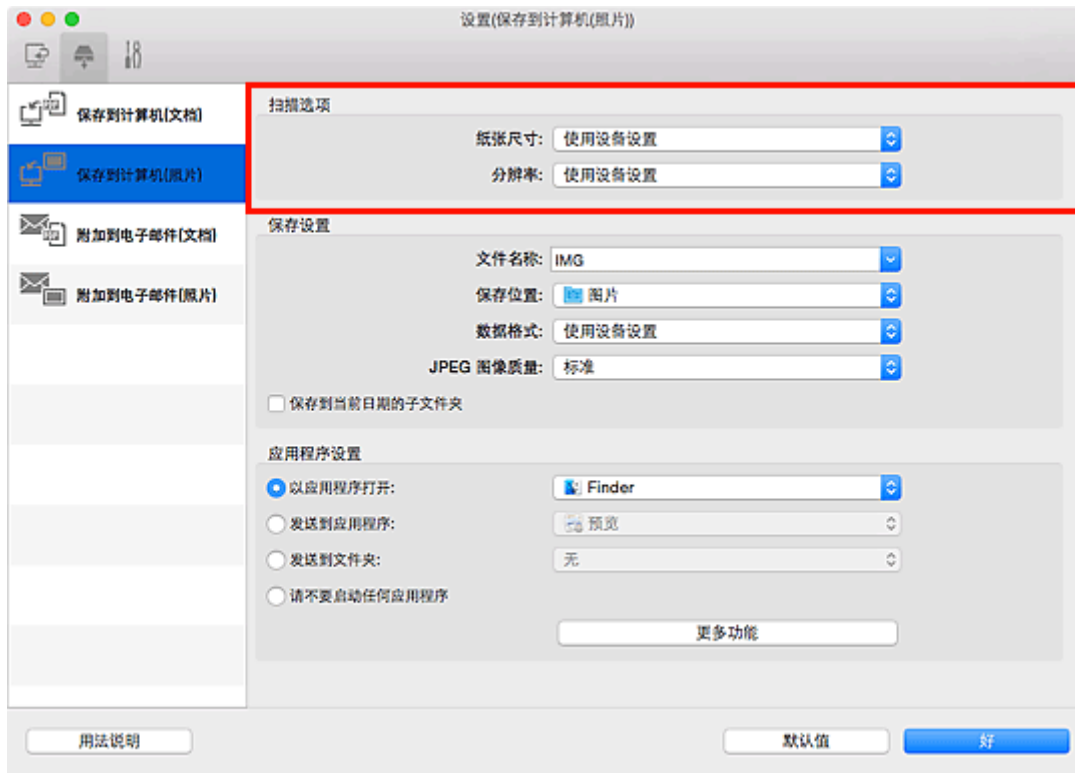 设置(保存到计算机(照片))
保存到计算机(文档)
保存到计算机(照片)
附加到电子邮件(文档)
附加到电子邮件(照片)
扫描选项
纸张尺寸: 使用设备设置
分辨率: 使用设备设置
保存设置
文件名称: IMG
保存位置: 图片
数据格式: 使用设备设置
JPEG 图像质量: 标准
保存到当前日期的子文件夹
应用程序设置
以应用程序打开: Finder
发送到应用程序: 预览
发送到文件夹: 无
请不要启动任何应用程序
更多功能
用法说明 默认值 好